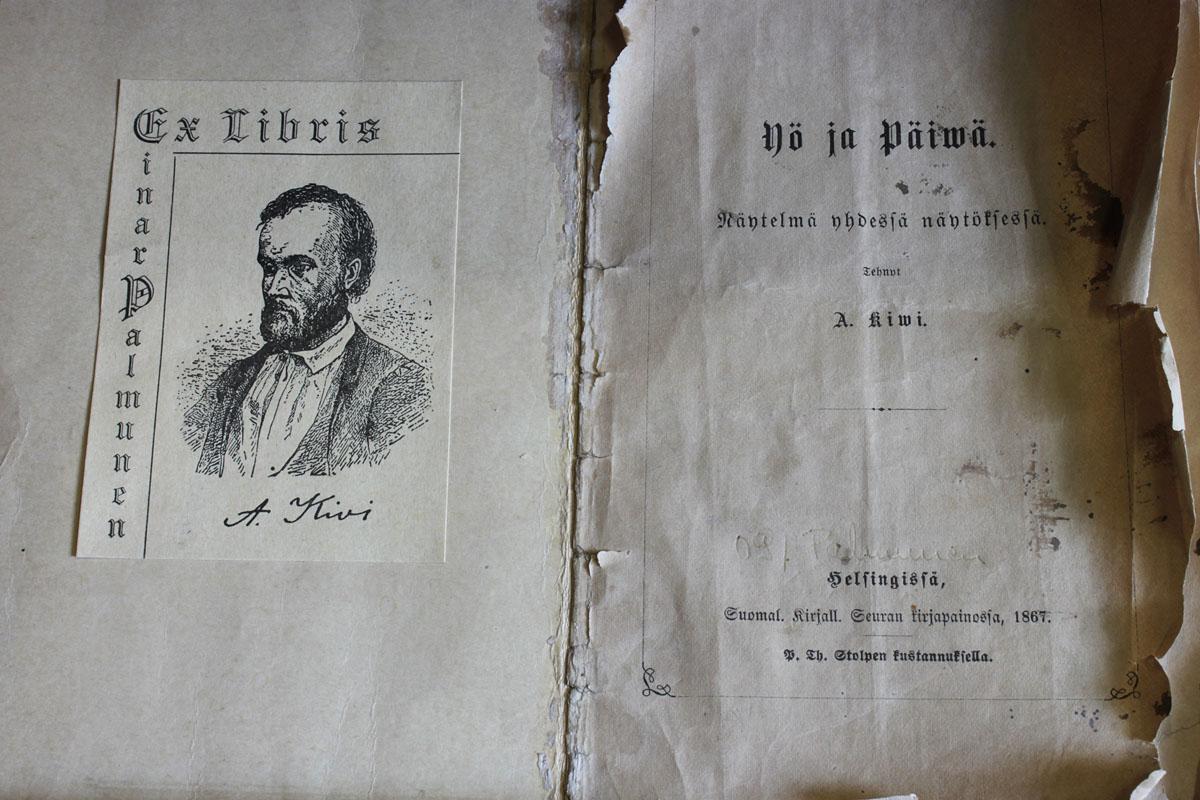 Ex Libris
Einar Palmunen
A. Kivi
Yö ja Päiwä.
Näytelmä yhdessä näytöksessä.
Tehnyt
A. Kiwi.
Helsingissä,
Suomal. Kirjall. Seuran kirjapainossa, 1867.
P. Th. Stolpen kustannuksella.